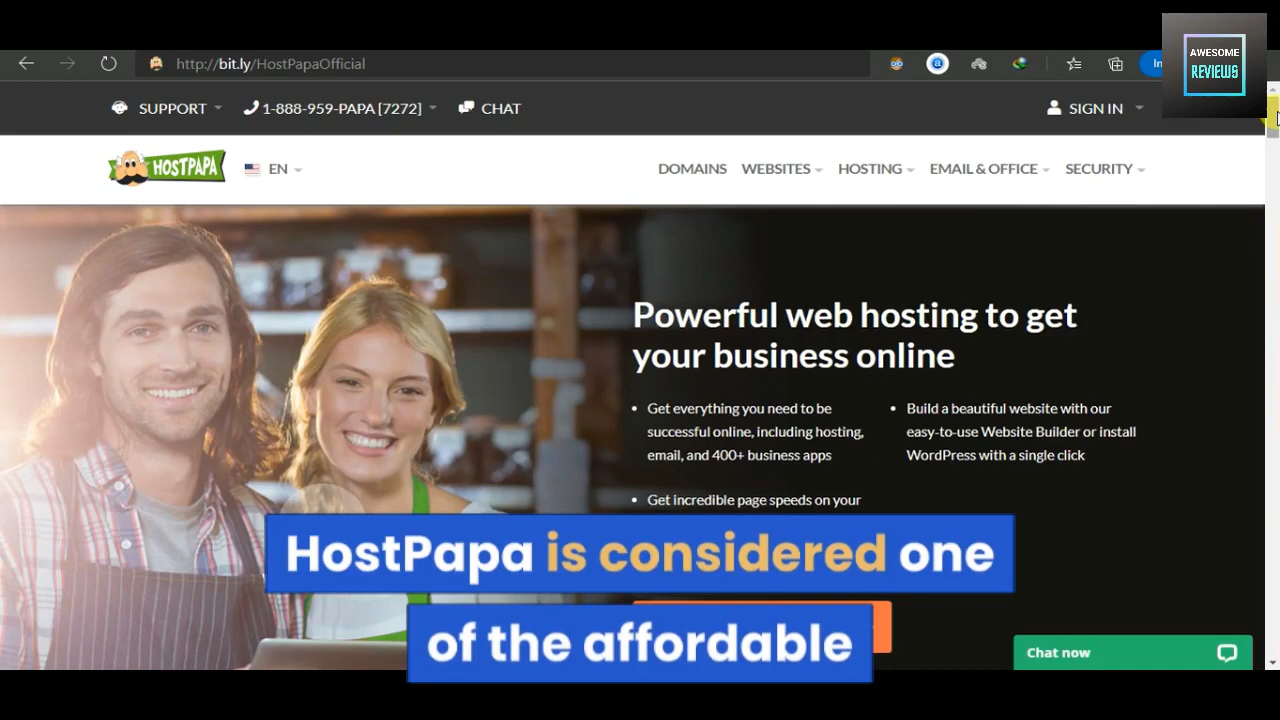 AWESOME
REVIEWS
http://bit.ly/HostPapaOfficial
SUPPORT
1-888-959-PAPA [7272]
CHAT
SIGN IN
HOSTPAPA
EN
DOMAINS
WEBSITES
HOSTING
EMAIL & OFFICE
SECURITY
Powerful web hosting to get
your business online
• Get everything you need to be
successful online, including hosting,
email, and 400+ business apps
• Build a beautiful website with our
easy-to-use Website Builder or install
WordPress with a single click
• Get incredible page speeds on your
HostPapa is considered one
of the affordable
Chat now